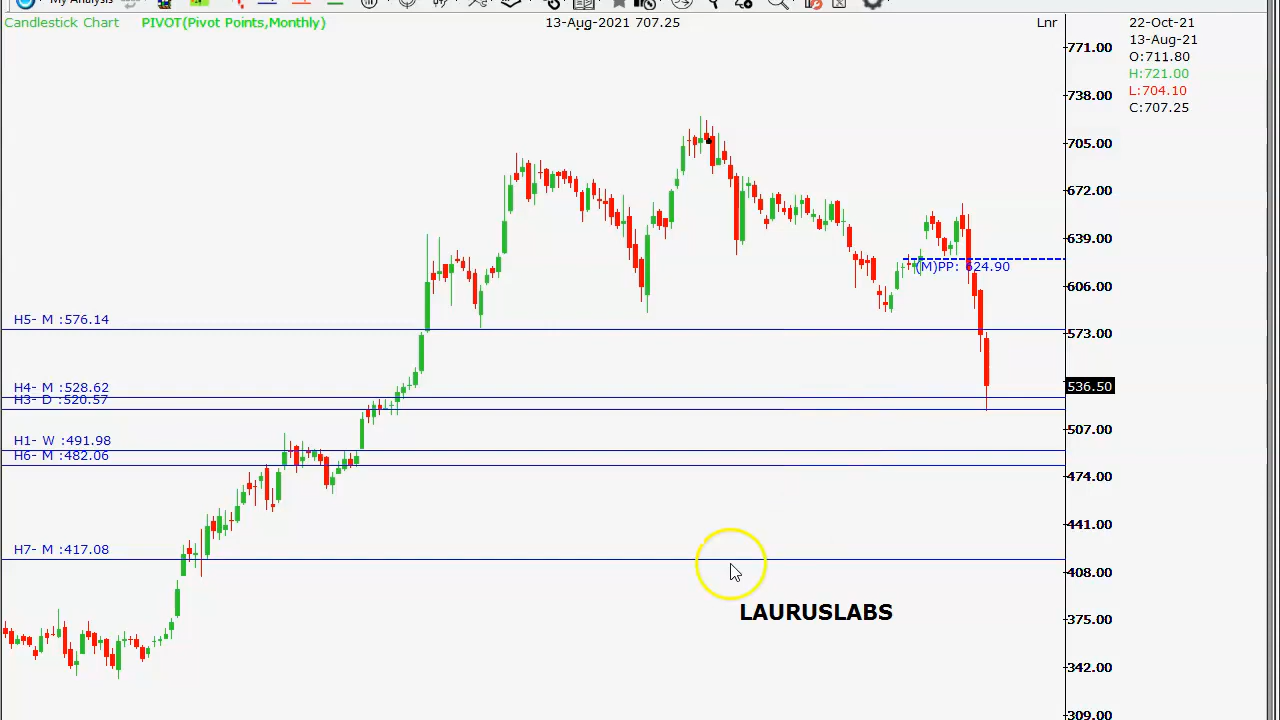 My Analysis
Candlestick Chart PIVOT(Pivot Points,Monthly) 13-Aug-2021 707.25 Lnr
22-Oct-21
13-Aug-21
O:711.80
H:721.00
L:704.10
C:707.25
771.00
738.00
705.00
672.00
639.00
(M)PP: 624.90
606.00
H5- M :576.14
573.00
H4- M :528.62
536.50
H3- D :520.57
507.00
H1- W :491.98
H6- M :482.06
474.00
441.00
H7- M :417.08
408.00
LAURUSLABS
375.00
342.00
309.00